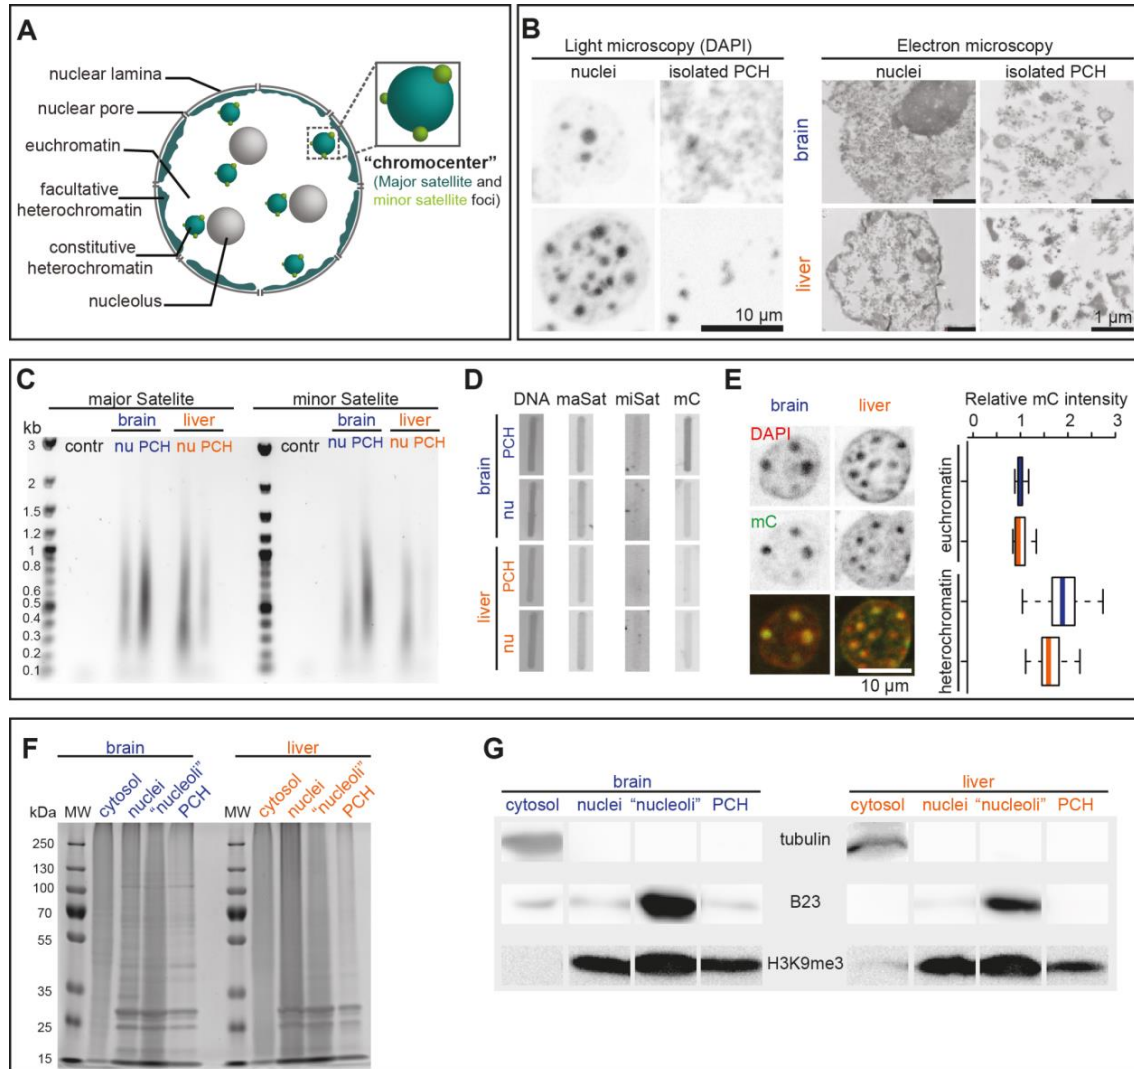 A
nuclear lamina
nuclear pore
euchromatin
facultative
heterochromatin
constitutive
heterochromatin
nucleolus
"chromocenter"
(Major satellite and
minor satellite foci)
B
Light microscopy (DAPI)
nuclei
isolated PCH
10 µm
Electron microscopy
nuclei
isolated PCH
brain
liver
1 µm
C
major Satelite
minor Satelite
brain
liver
brain
liver
kb
contr
nu PCH
nu PCH
contr
nu PCH
nu PCH
3
2
1.5
1.2
1
0.8
0.6
0.5
0.4
0.3
0.2
0.1
D
DNA
maSat
miSat
mC
brain
PCH
nu
liver
PCH
nu
E
brain
liver
DAPI
mC
10 µm
Relative mC intensity
0
1
2
3
euchromatin
heterochromatin
F
brain
liver
kDa
MW
cytosol
nuclei
"nucleoli"
PCH
MW
cytosol
nuclei
"nucleoli"
PCH
250
130
100
70
55
35
25
15
G
brain
liver
cytosol
nuclei
"nucleoli"
PCH
cytosol
nuclei
"nucleoli"
PCH
tubulin
B23
H3K9me3